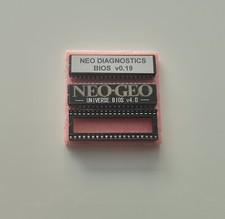 NEO DIAGNOSTICS
BIOS v0.19
NEO·GEO
UNIVERSE BIOS v4.0